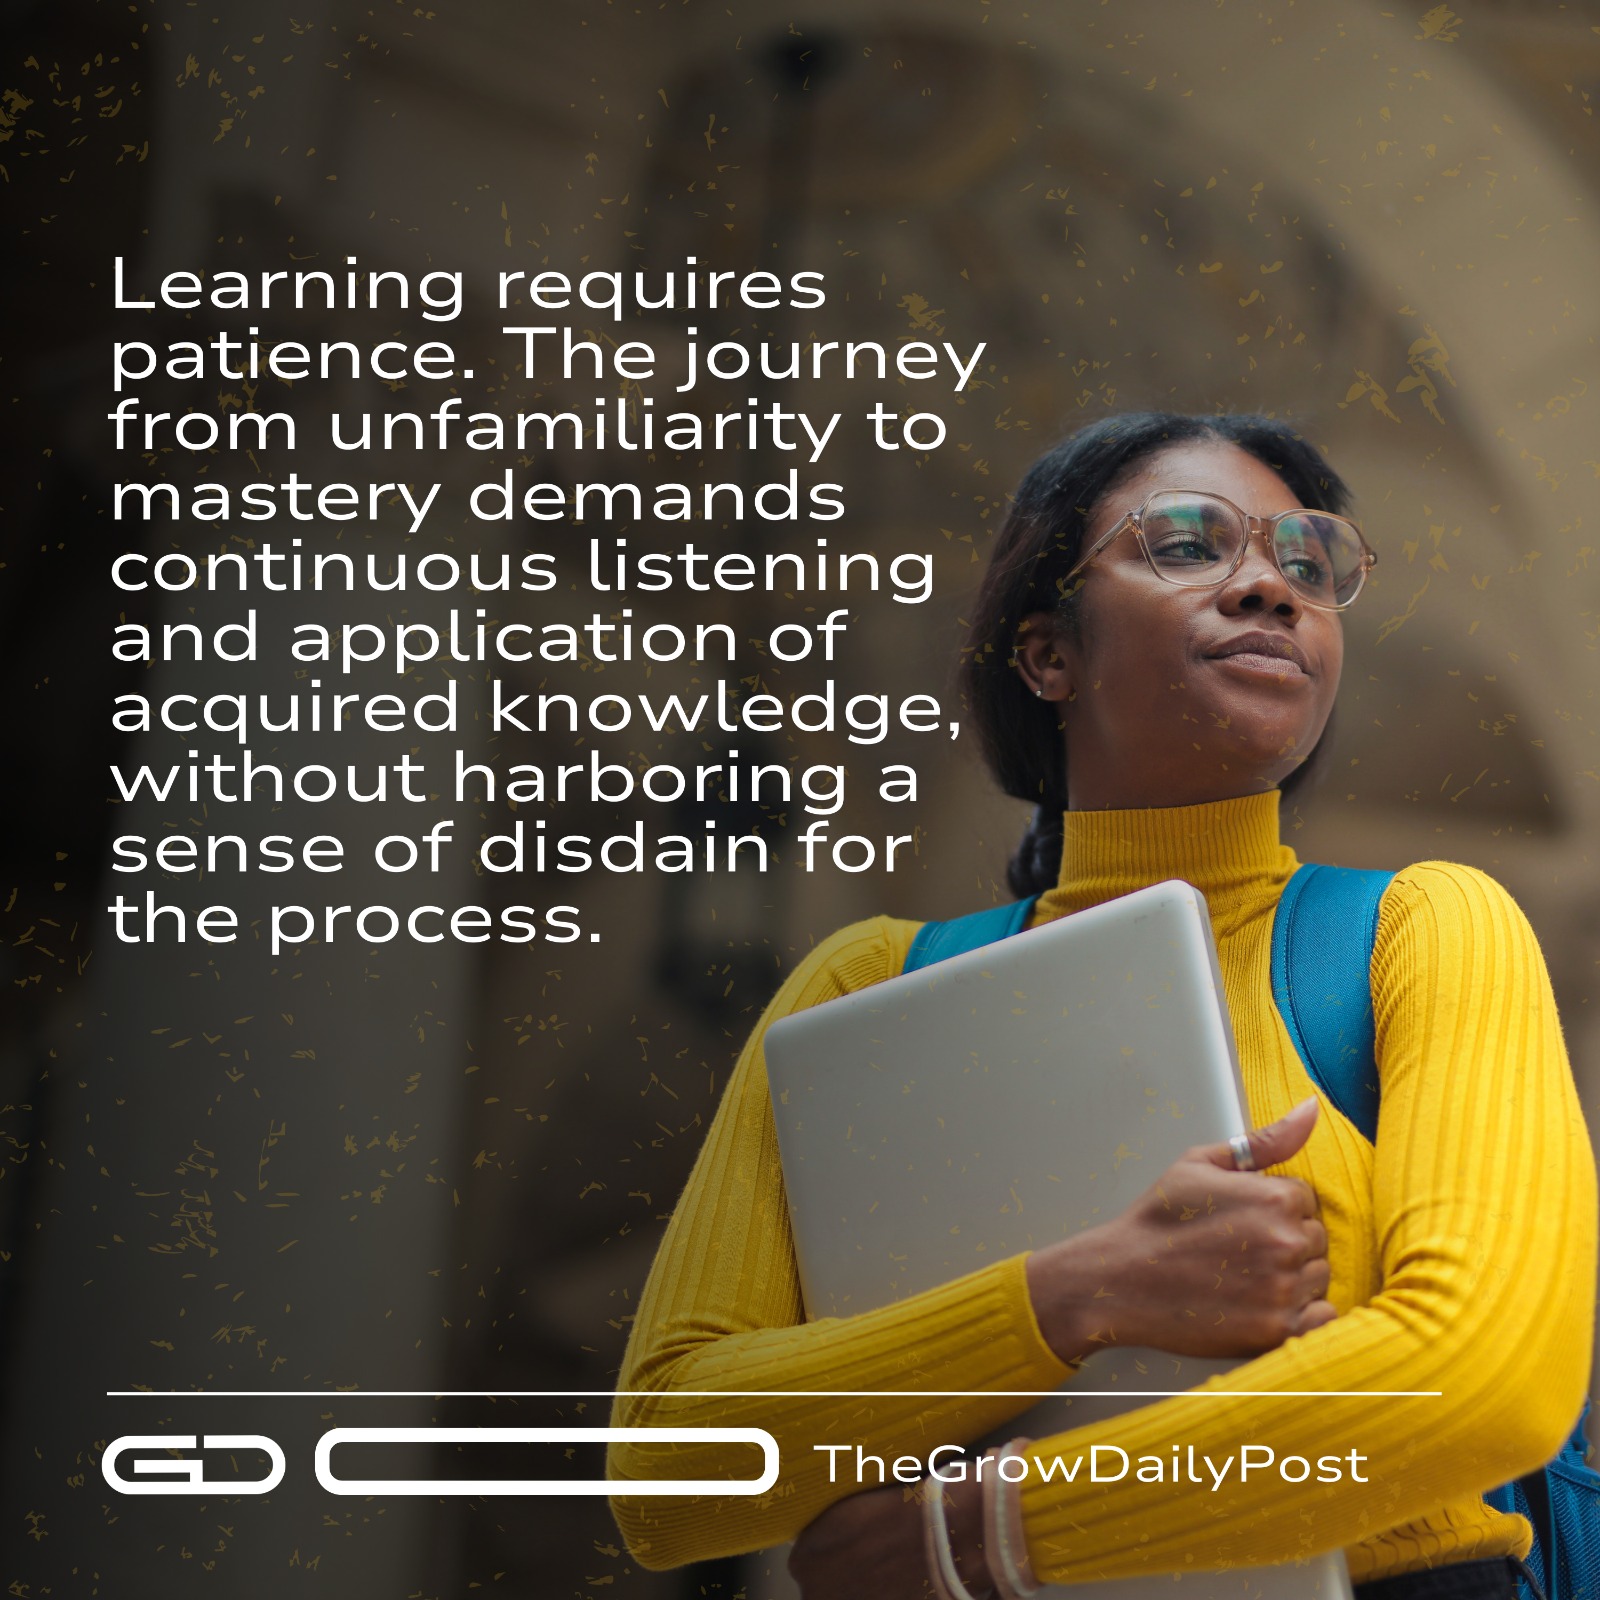 Learning requires
patience. The journey
from unfamiliarity to
mastery demands
continuous listening
and application of
acquired knowledge,
without harboring a
sense of disdain for
the process.
GD
TheGrowDailyPost